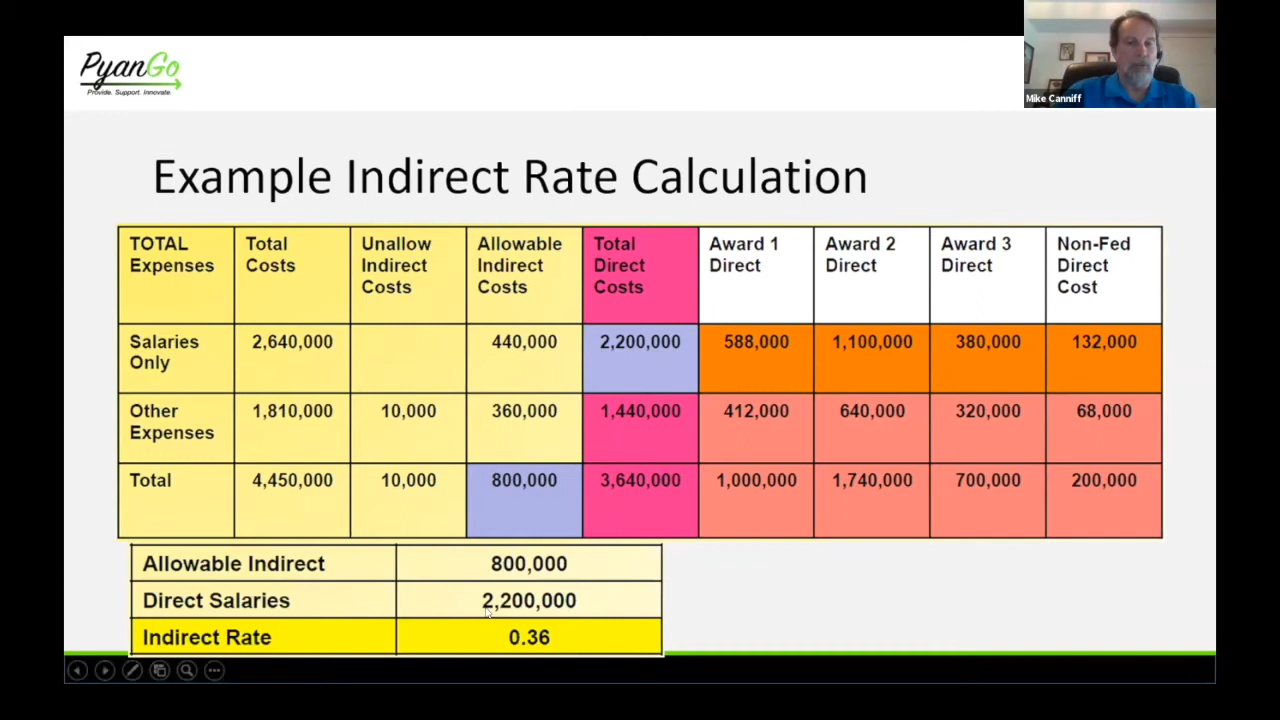 PyanGo
Provide. Support. Innovate.
Mike Canniff
Example Indirect Rate Calculation
TOTAL Expenses Total Costs Unallow Indirect Costs Allowable Indirect Costs Total Direct Costs Award 1 Direct Award 2 Direct Award 3 Direct Non-Fed Direct Cost
Salaries Only 2,640,000 440,000 2,200,000 588,000 1,100,000 380,000 132,000
Other Expenses 1,810,000 10,000 360,000 1,440,000 412,000 640,000 320,000 68,000
Total 4,450,000 10,000 800,000 3,640,000 1,000,000 1,740,000 700,000 200,000
Allowable Indirect 800,000
Direct Salaries 2,200,000
Indirect Rate 0.36